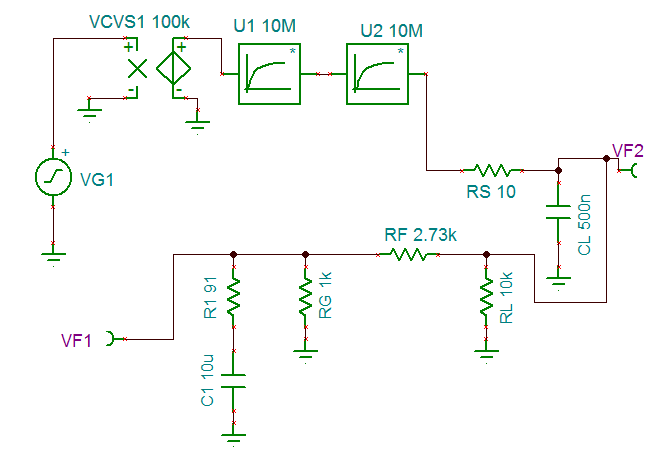 VCVS1 100k
U1 10M
U2 10M
+
+
*
*
-
-
+
VG1
VF2
RS 10
CL 500n
RF 2.73k
R1 91
RG 1k
RL 10k
VF1
C1 10u